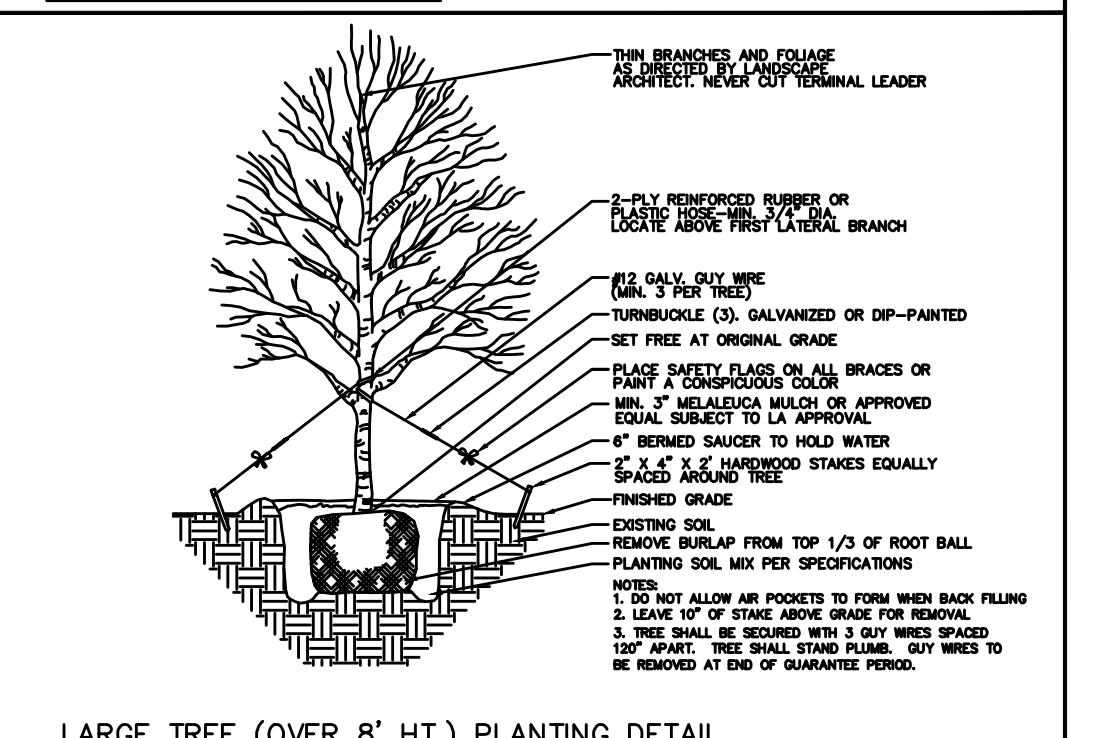 THIN BRANCHES AND FOLIAGE
AS DIRECTED BY LANDSCAPE
ARCHITECT. NEVER CUT TERMINAL LEADER
2-PLY REINFORCED RUBBER OR
PLASTIC HOSE-MIN. 3/4" DIA.
LOCATE ABOVE FIRST LATERAL BRANCH
#12 GALV. GUY WIRE
(MIN. 3 PER TREE)
TURNBUCKLE (3). GALVANIZED OR DIP-PAINTED
SET FREE AT ORIGINAL GRADE
PLACE SAFETY FLAGS ON ALL BRACES OR
PAINT A CONSPICUOUS COLOR
MIN. 3" MELALEUCA MULCH OR APPROVED
EQUAL SUBJECT TO LA APPROVAL
6" BERMED SAUCER TO HOLD WATER
2" X 4" X 2' HARDWOOD STAKES EQUALLY
SPACED AROUND TREE
FINISHED GRADE
EXISTING SOIL
REMOVE BURLAP FROM TOP 1/3 OF ROOT BALL
PLANTING SOIL MIX PER SPECIFICATIONS
NOTES:
1. DO NOT ALLOW AIR POCKETS TO FORM WHEN BACK FILLING
2. LEAVE 10" OF STAKE ABOVE GRADE FOR REMOVAL
3. TREE SHALL BE SECURED WITH 3 GUY WIRES SPACED
120" APART. TREE SHALL STAND PLUMB. GUY WIRES TO
BE REMOVED AT END OF GUARANTEE PERIOD.
LARGE TREE (OVER 8' HT.) PLANTING DETAIL